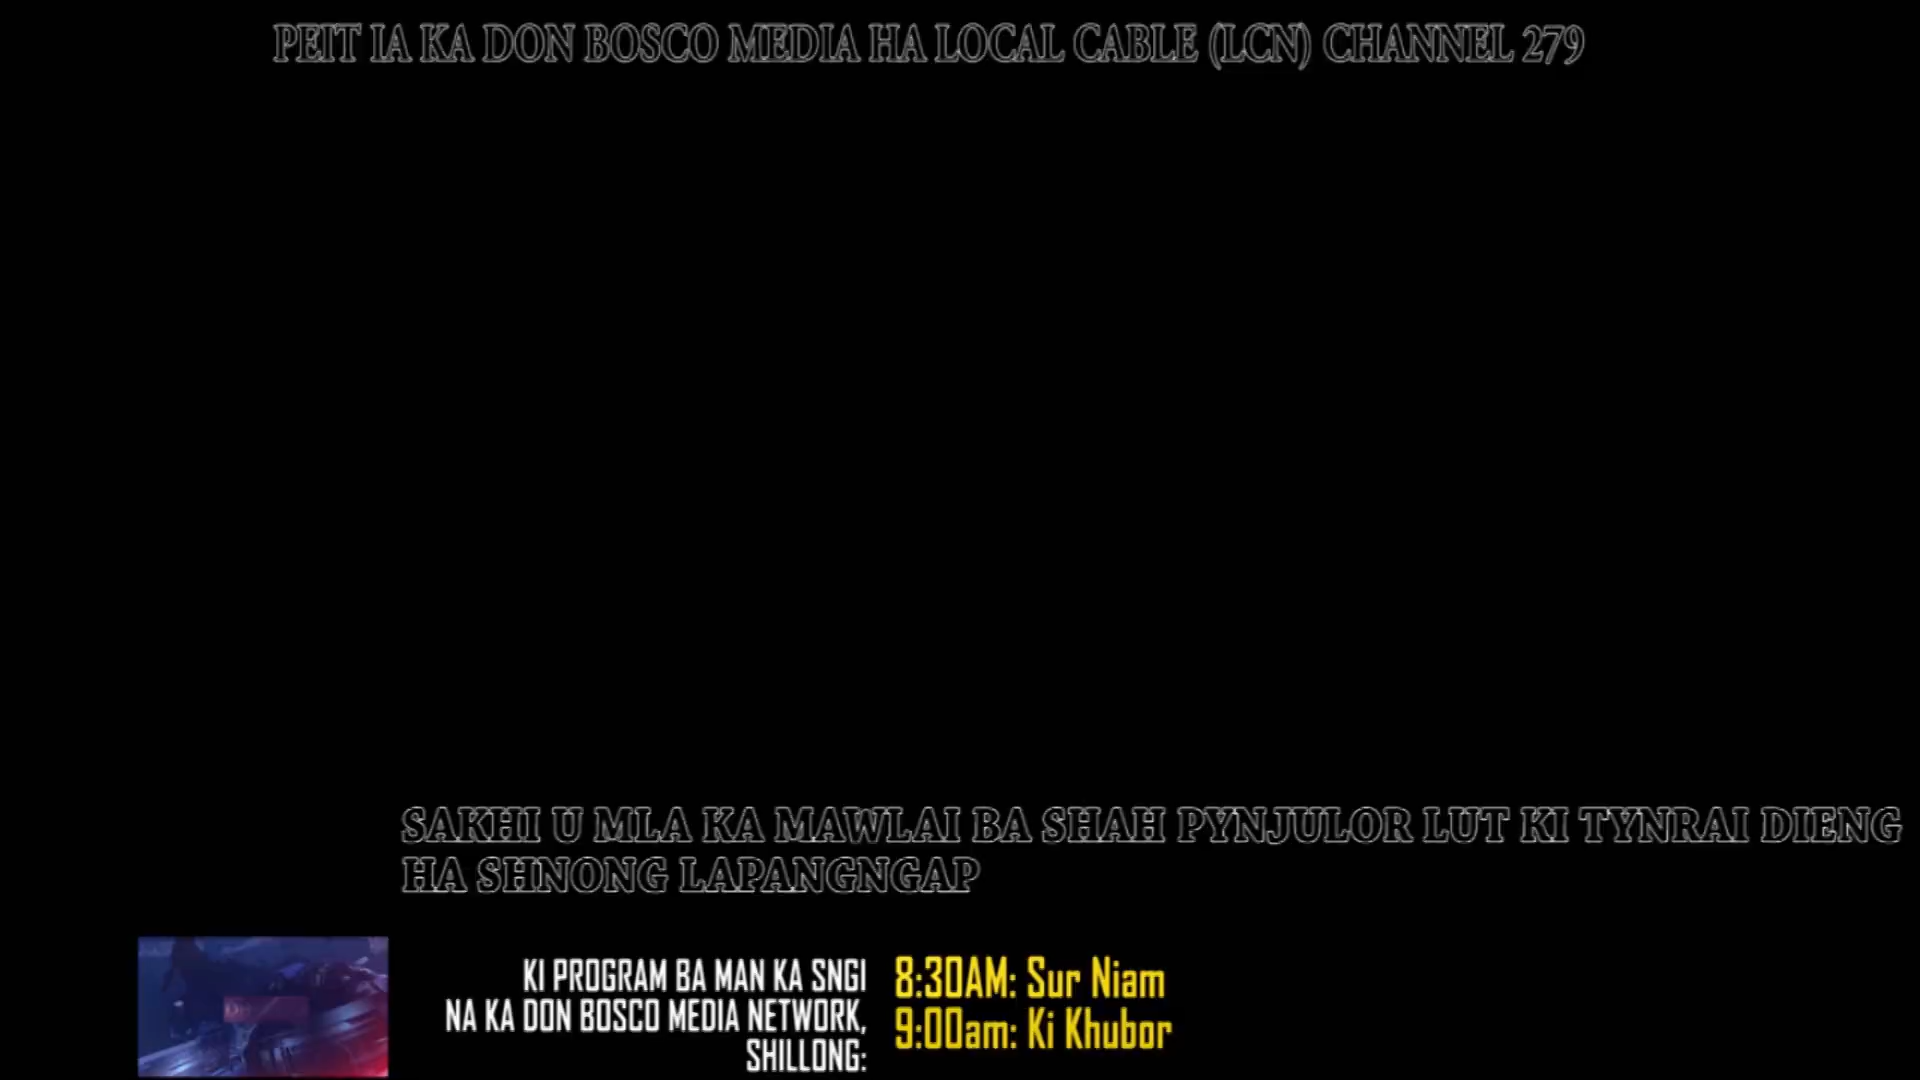 PEIT IA KA DON BOSCO MEDIA HA LOCAL CABLE (LCN) CHANNEL 279
SAKHI U MLA KA MAWLAI BA SHAH PYNJULOR LUT KI TYNRAI DIENG
HA SHNONG LAPANGNGAP
KI PROGRAM BA MAN KA SNGI
NA KA DON BOSCO MEDIA NETWORK,
SHILLONG:
8:30AM: Sur Niam
9:00am: Ki Khubor